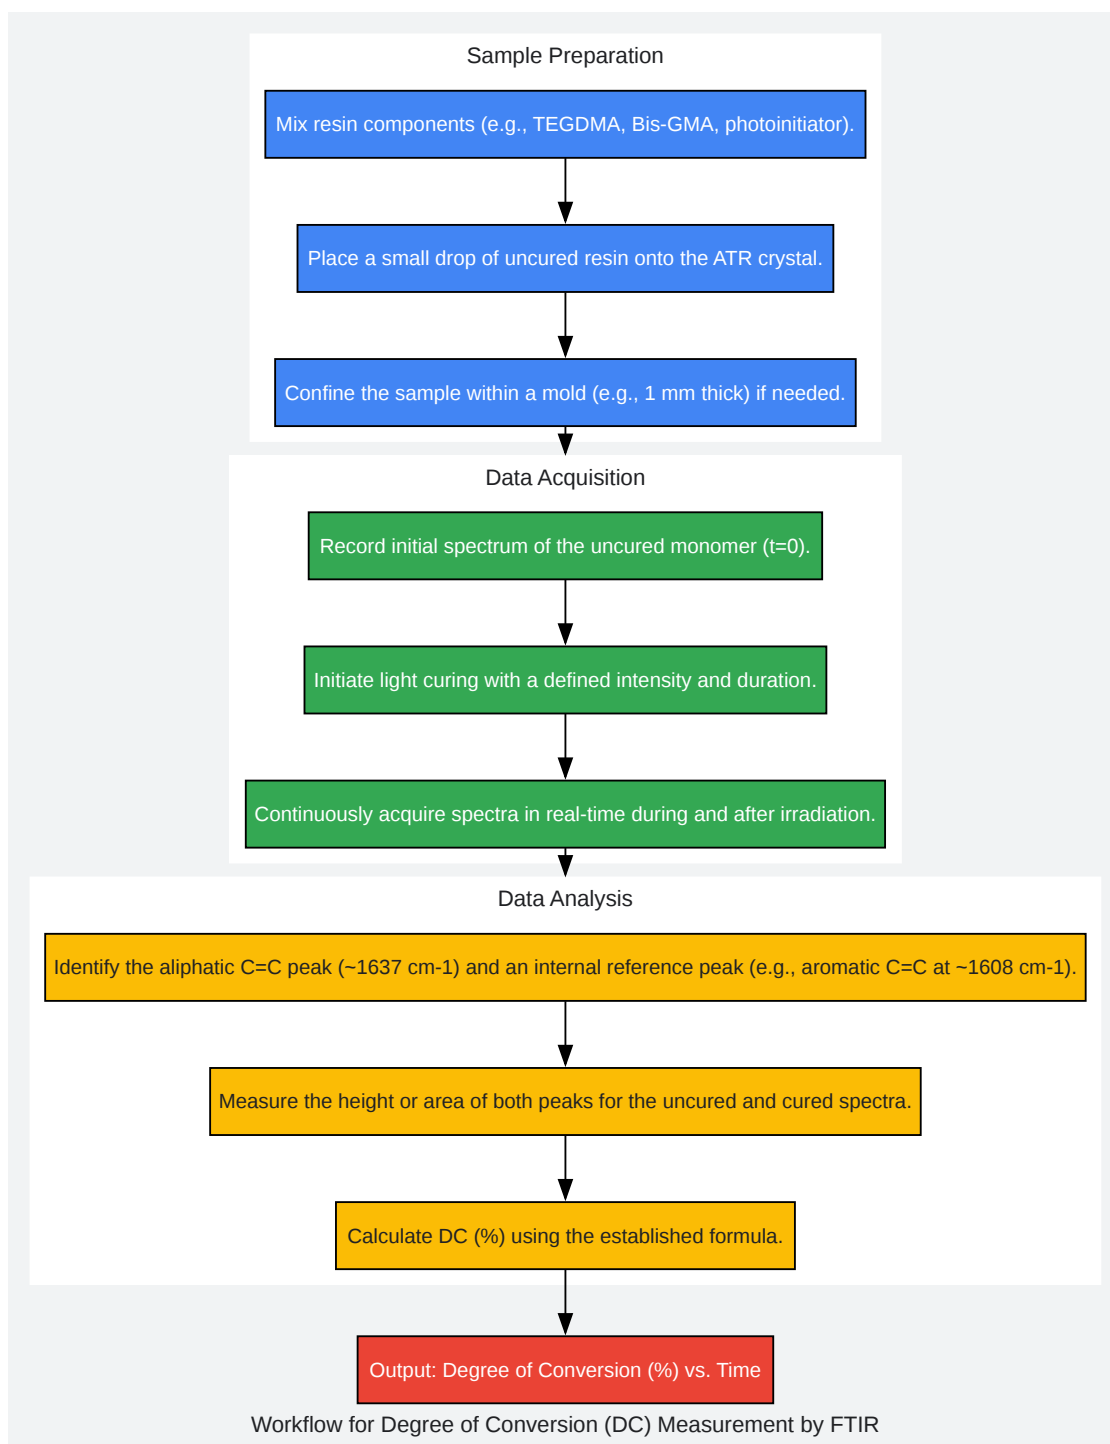 Sample Preparation
Mix resin components (e.g., TEGDMA, Bis-GMA, photoinitiator).
Place a small drop of uncured resin onto the ATR crystal.
Confine the sample within a mold (e.g., 1 mm thick) if needed.
Data Acquisition
Record initial spectrum of the uncured monomer (t=0).
Initiate light curing with a defined intensity and duration.
Continuously acquire spectra in real-time during and after irradiation.
Data Analysis
Identify the aliphatic C=C peak (~1637 cm-1) and an internal reference peak (e.g., aromatic C=C at ~1608 cm-1).
Measure the height or area of both peaks for the uncured and cured spectra.
Calculate DC (%) using the established formula.
Output: Degree of Conversion (%) vs. Time
Workflow for Degree of Conversion (DC) Measurement by FTIR